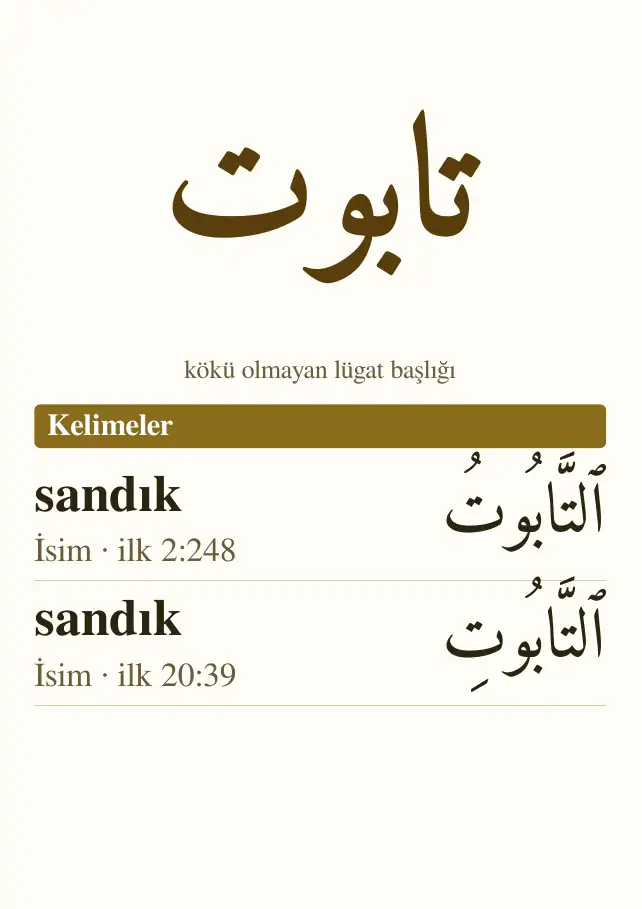 تابوت
kökü olmayan lügat başlığı
Kelimeler
sandık ٱلتَّابُوتُ
İsim · ilk 2:248
sandık ٱلتَّابُوتِ
İsim · ilk 20:39